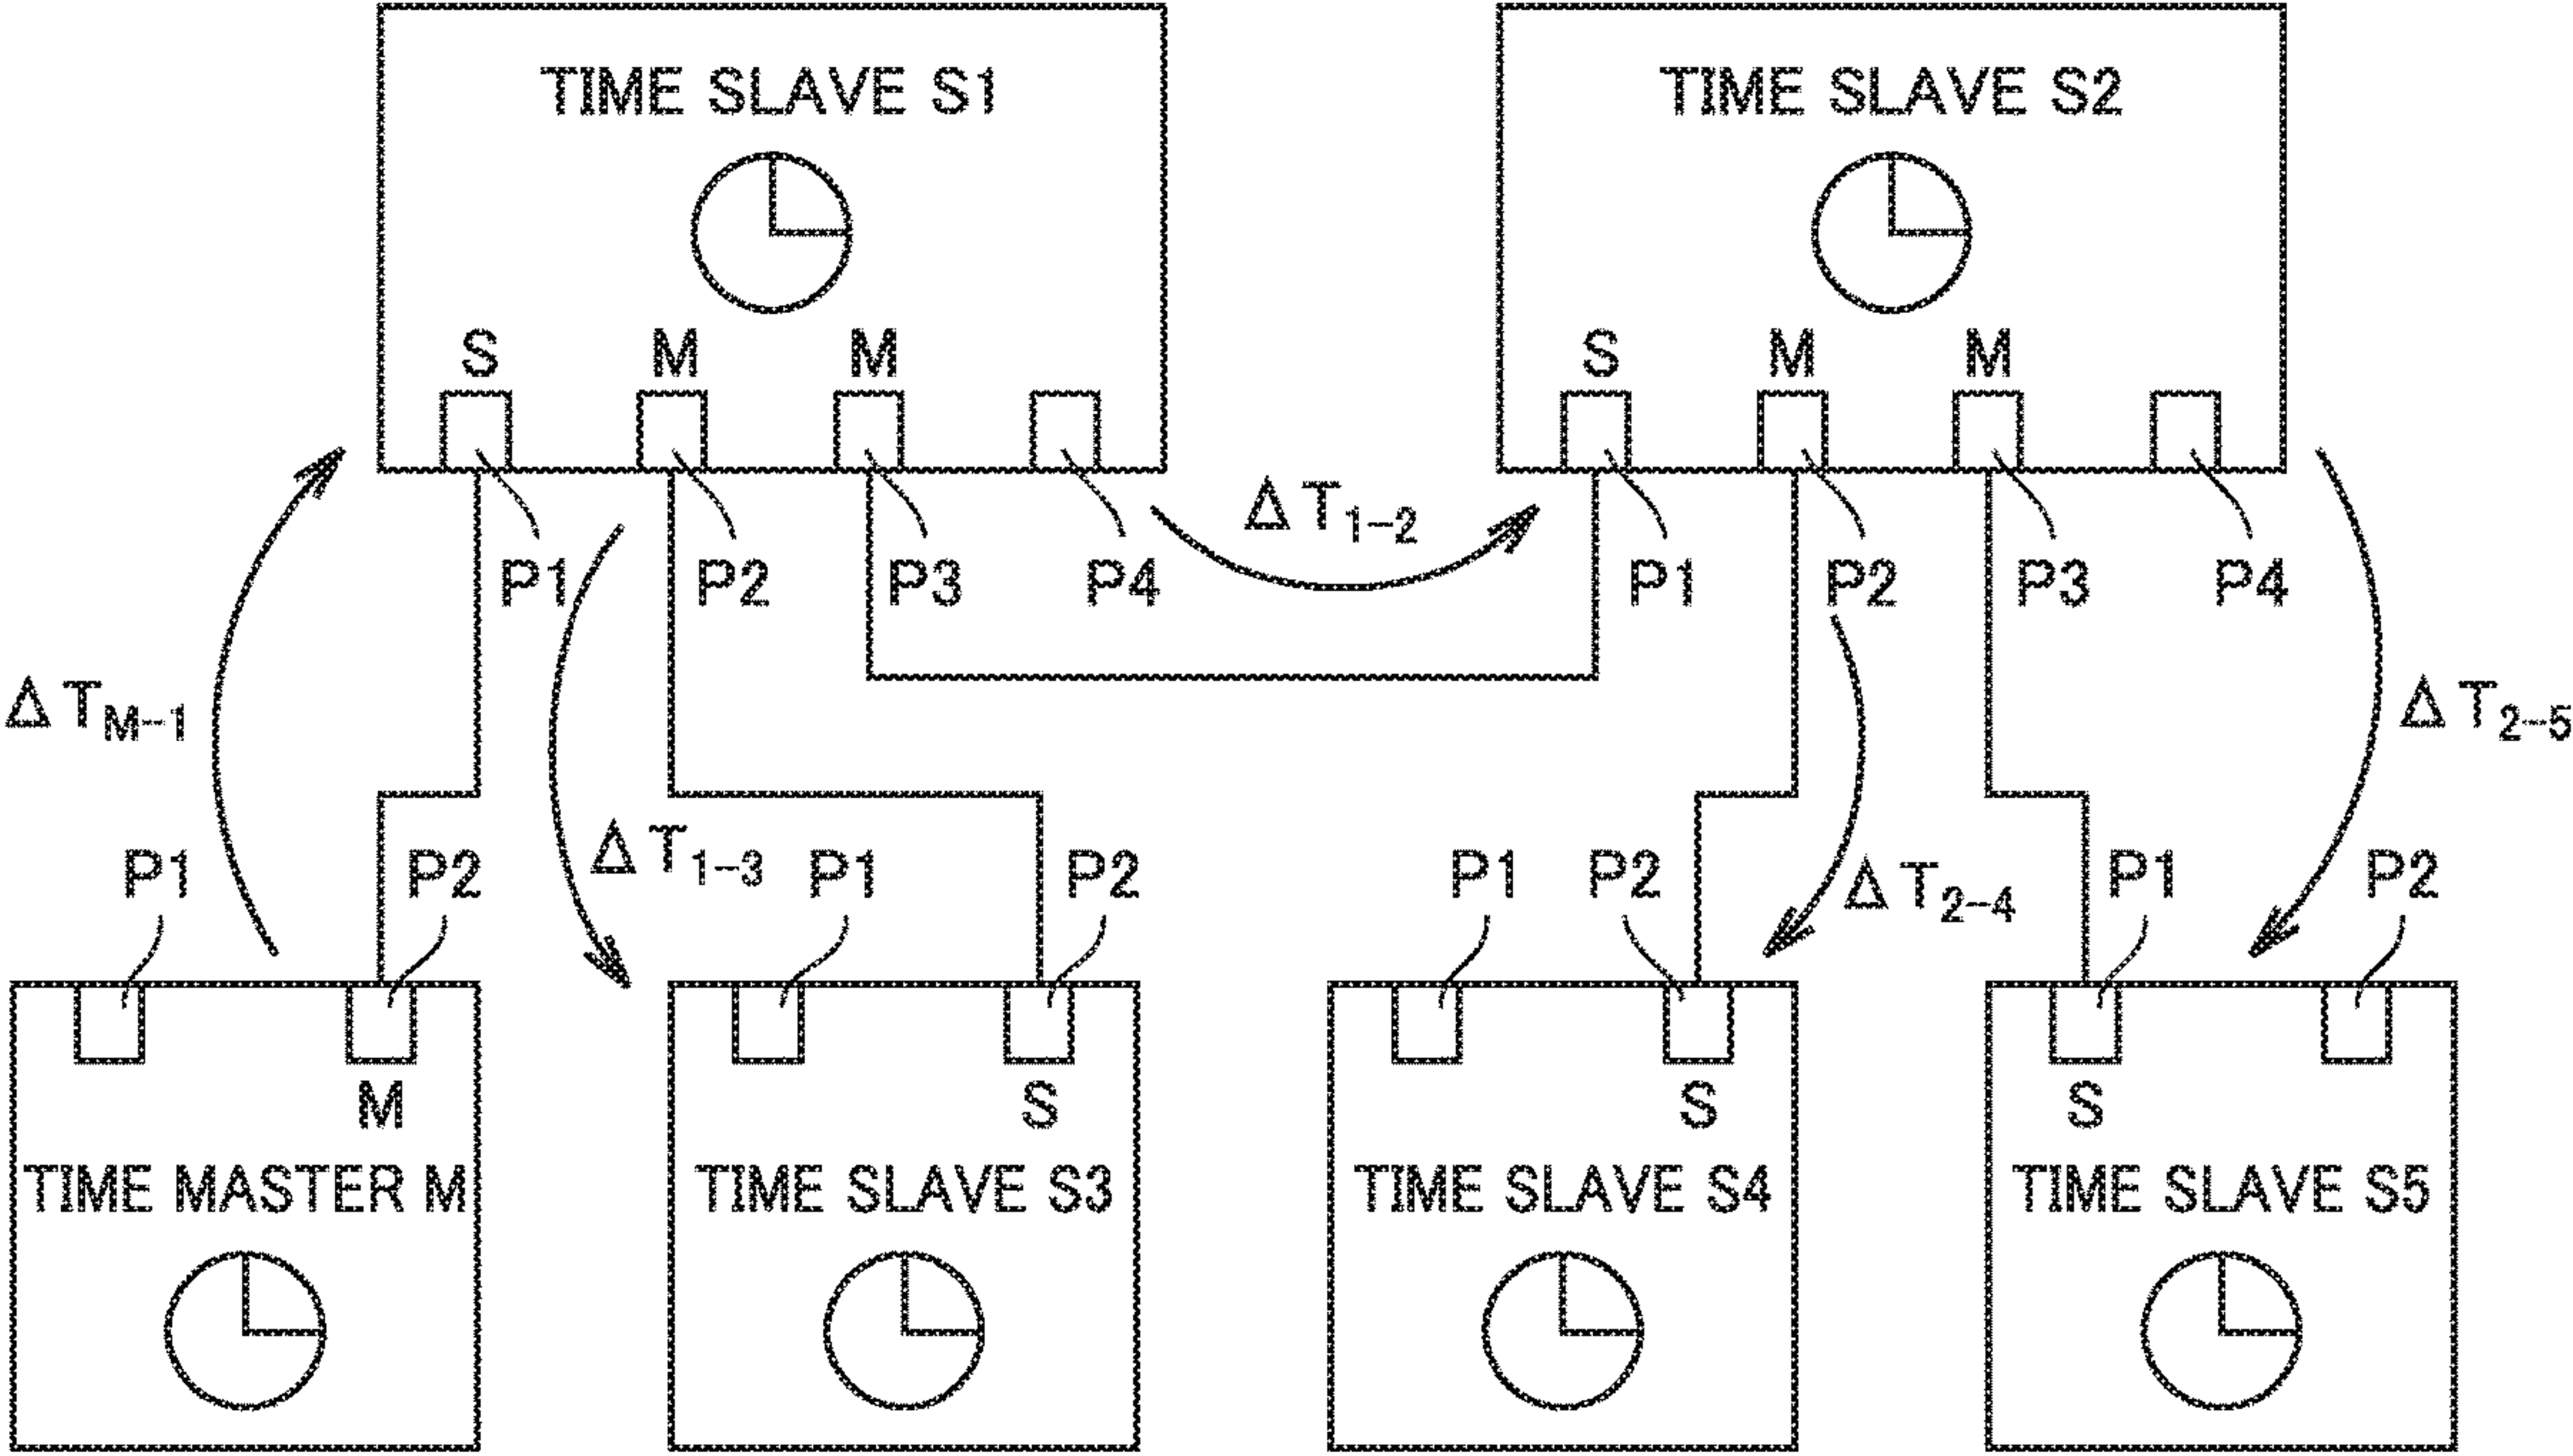 TIME SLAVE S1
TIME SLAVE S2
S M M
S M M
ΔT1-2
P1 P2 P3 P4
P1 P2 P3 P4
ΔTM-1
ΔT2-5
ΔT1-3
ΔT2-4
P1 P2
P1 P2
P1 P2
P1 P2
M
S
S
S
TIME MASTER M
TIME SLAVE S3
TIME SLAVE S4
TIME SLAVE S5